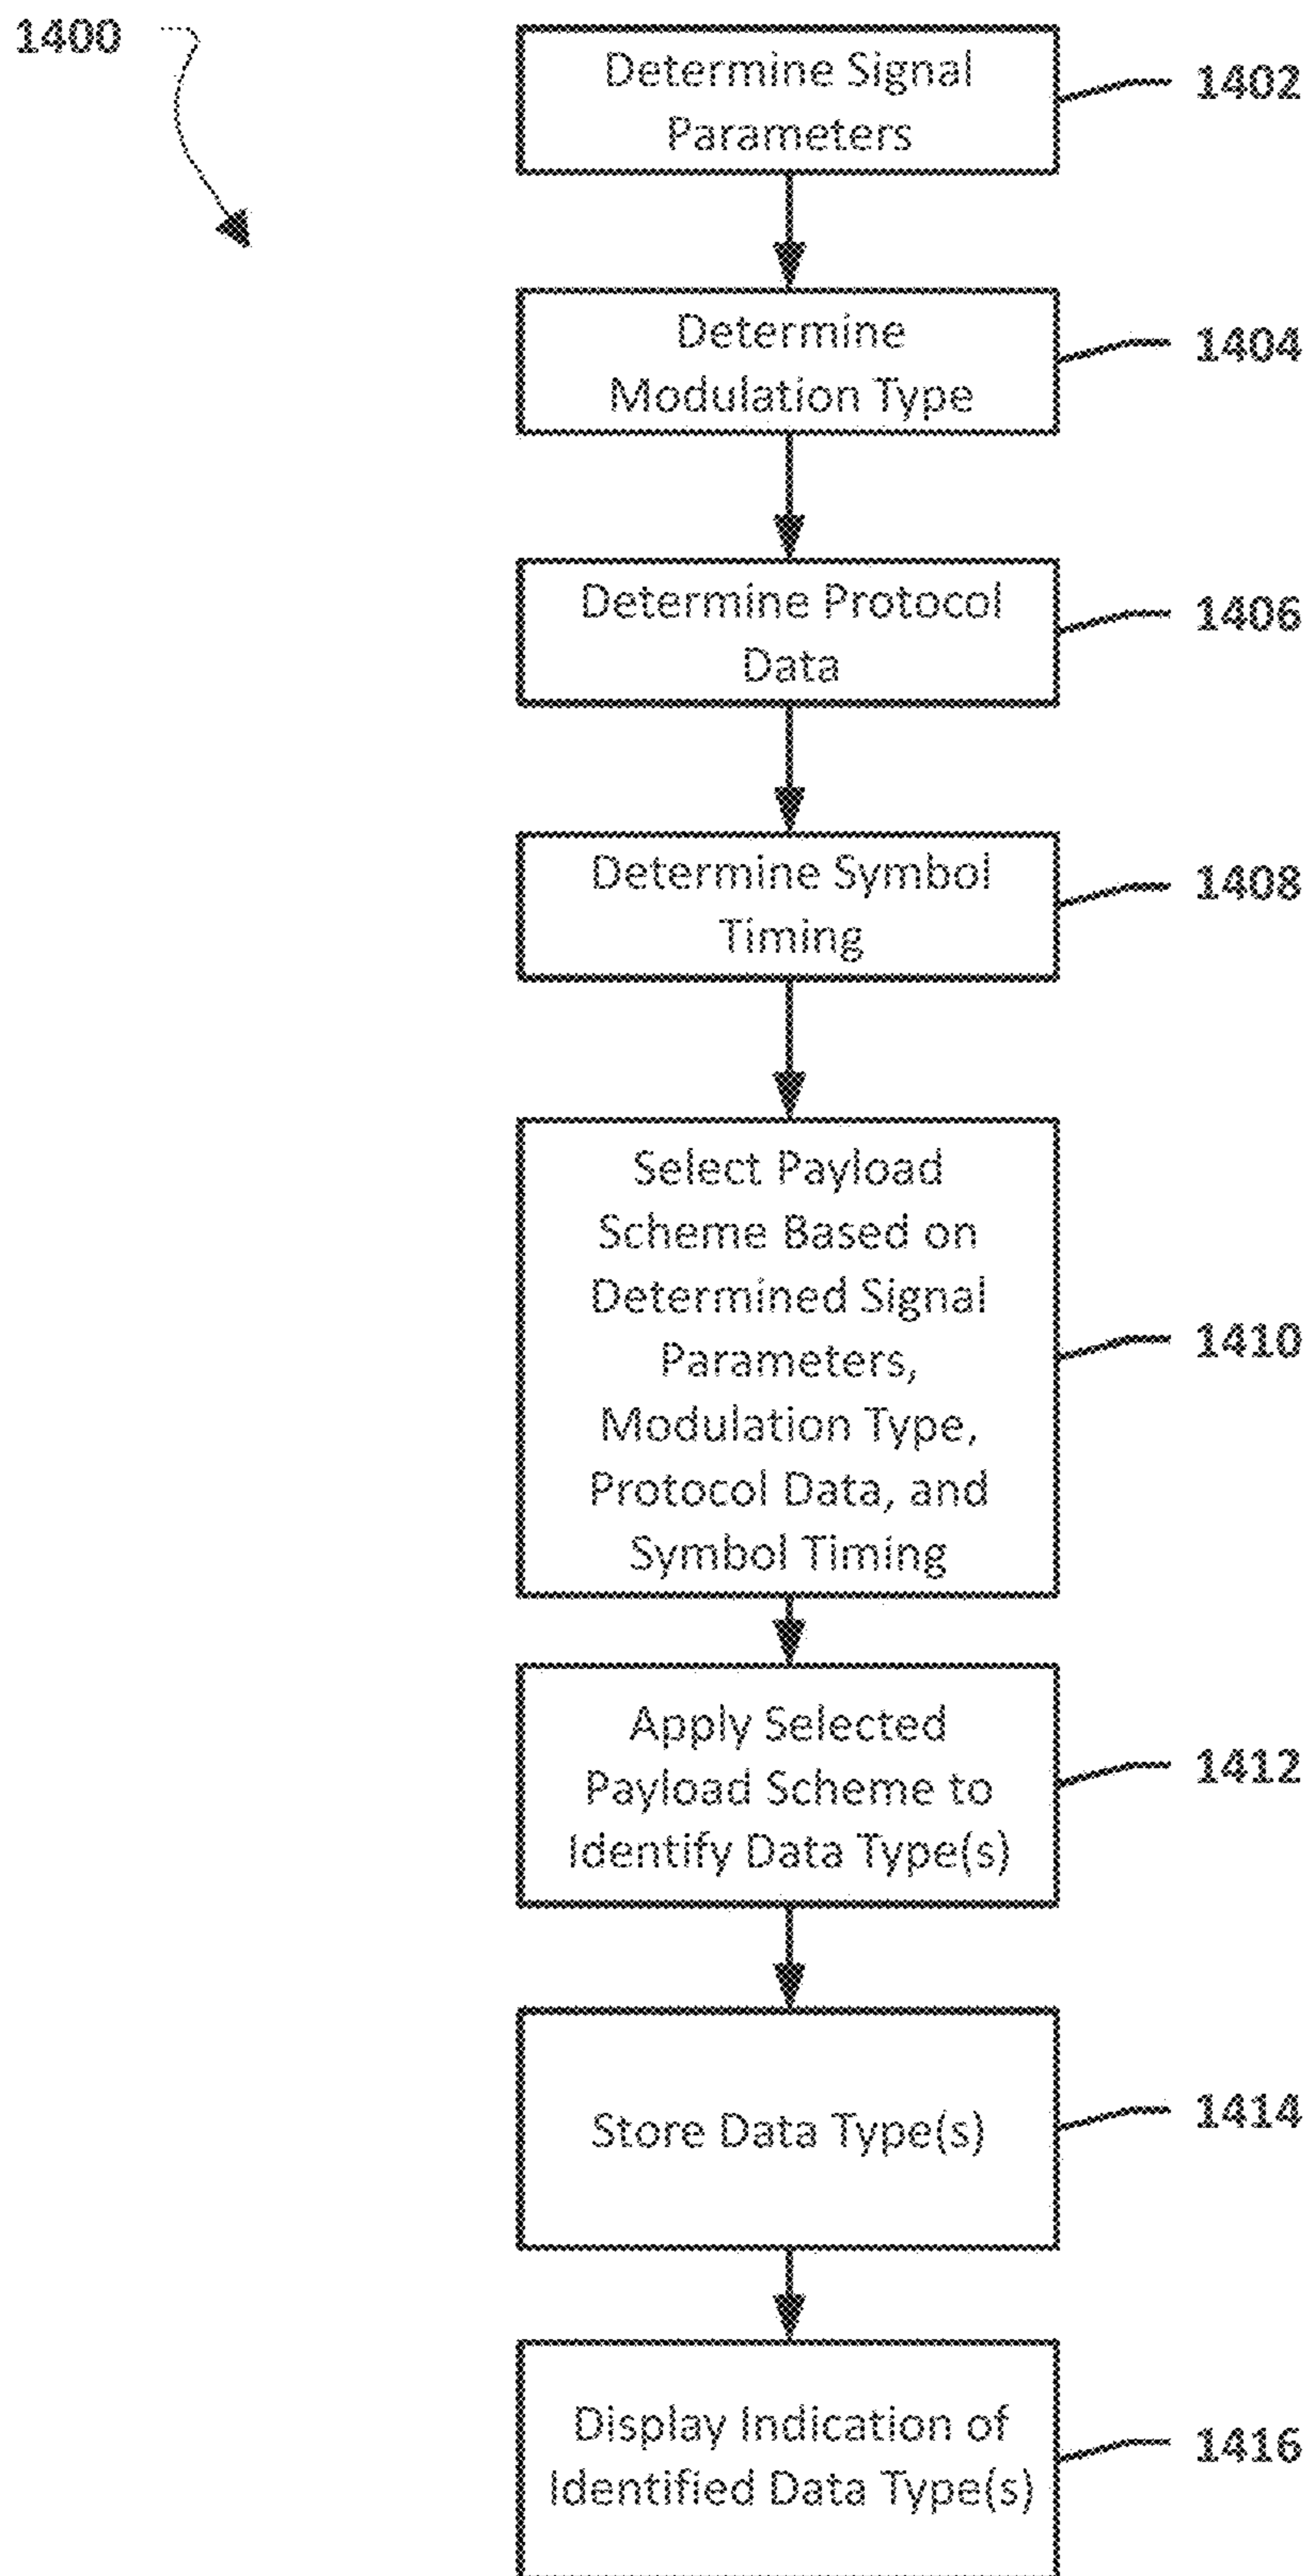 1400
Determine Signal
Parameters
1402
Determine
Modulation Type
1404
Determine Protocol
Data
1406
Determine Symbol
Timing
1408
Select Payload
Scheme Based on
Determined Signal
Parameters,
Modulation Type,
Protocol Data, and
Symbol Timing
1410
Apply Selected
Payload Scheme to
Identify Data Type(s)
1412
Store Data Type(s)
1414
Display Indication of
Identified Data Type(s)
1416